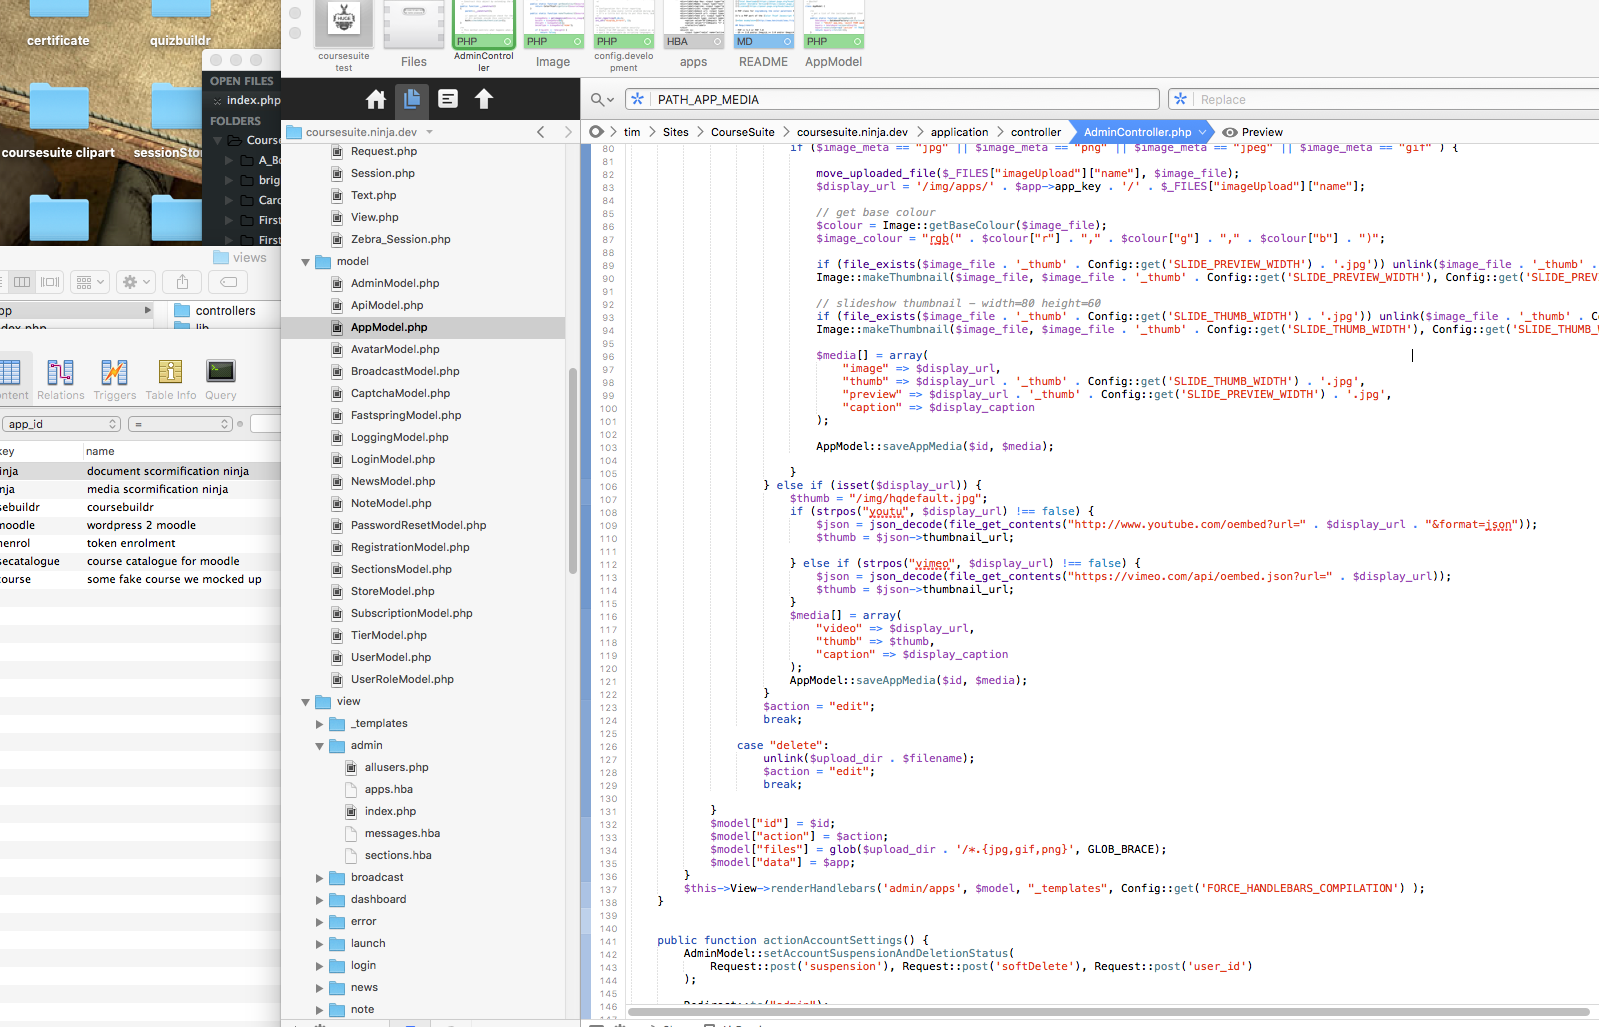 certificate
quizbuildr
coursesuite clipart
sessionSto
OPEN FILES
index.php
FOLDERS
Course
A_Bo
brig
Card
First
First
views
controllers
lib
Content
Relations
Triggers
Table Info
Query
app_id
=
key
name
inja
document scormification ninja
nja
media scormification ninja
sebuildr
coursebuildr
moodle
wordpress 2 moodle
nenrol
token enrolment
secatalogue
course catalogue for moodle
course
some fake course we mocked up
HUGE
coursesuite test
Files
PHP
AdminController
PHP
Image
PHP
config.development
HBA
apps
MD
README
PHP
AppModel
coursesuite.ninja.dev
Request.php
Session.php
Text.php
View.php
Zebra_Session.php
model
AdminModel.php
ApiModel.php
AppModel.php
AvatarModel.php
BroadcastModel.php
CaptchaModel.php
FastspringModel.php
LoggingModel.php
LoginModel.php
NewsModel.php
NoteModel.php
PasswordResetModel.php
RegistrationModel.php
SectionsModel.php
StoreModel.php
SubscriptionModel.php
TierModel.php
UserModel.php
UserRoleModel.php
view
_templates
admin
allusers.php
apps.hba
index.php
messages.hba
sections.hba
broadcast
dashboard
error
launch
login
news
note
PATH_APP_MEDIA
Replace
tim > Sites > CourseSuite > coursesuite.ninja.dev > application > controller AdminController.php Preview
80 if ($image_meta == "jpg" || $image_meta == "png" || $image_meta == "jpeg" || $image_meta == "gif" ) {
81
82 move_uploaded_file($_FILES["imageUpload"]["name"], $image_file);
83 $display_url = '/img/apps/' . $app->app_key . '/' . $_FILES["imageUpload"]["name"];
84
85 // get base colour
86 $colour = Image::getBaseColour($image_file);
87 $image_colour = "rgb(" . $colour["r"] . "," . $colour["g"] . "," . $colour["b"] . ")";
88
89 if (file_exists($image_file . '_thumb' . Config::get('SLIDE_PREVIEW_WIDTH') . '.jpg')) unlink($image_file . '_thumb' .
90 Image::makeThumbnail($image_file, $image_file . '_thumb' . Config::get('SLIDE_PREVIEW_WIDTH'), Config::get('SLIDE_PREV
91
92 // slideshow thumbnail - width=80 height=60
93 if (file_exists($image_file . '_thumb' . Config::get('SLIDE_THUMB_WIDTH') . '.jpg')) unlink($image_file . '_thumb' . Co
94 Image::makeThumbnail($image_file, $image_file . '_thumb' . Config::get('SLIDE_THUMB_WIDTH'), Config::get('SLIDE_THUMB_W
95
96 $media[] = array(
97 "image" => $display_url,
98 "thumb" => $display_url . '_thumb' . Config::get('SLIDE_THUMB_WIDTH') . '.jpg',
99 "preview" => $display_url . '_thumb' . Config::get('SLIDE_PREVIEW_WIDTH') . '.jpg',
100 "caption" => $display_caption
101 );
102
103 AppModel::saveAppMedia($id, $media);
104
105 }
106 } else if (isset($display_url)) {
107 $thumb = "/img/hqdefault.jpg";
108 if (strpos("youtu", $display_url) !== false) {
109 $json = json_decode(file_get_contents("http://www.youtube.com/oembed?url=" . $display_url . "&format=json"));
110 $thumb = $json->thumbnail_url;
111
112 } else if (strpos("vimeo", $display_url) !== false) {
113 $json = json_decode(file_get_contents("https://vimeo.com/api/oembed.json?url=" . $display_url));
114 $thumb = $json->thumbnail_url;
115 }
116 $media[] = array(
117 "video" => $display_url,
118 "thumb" => $thumb,
119 "caption" => $display_caption
120 );
121 AppModel::saveAppMedia($id, $media);
122 }
123 $action = "edit";
124 break;
125
126 case "delete":
127 unlink($upload_dir . $filename);
128 $action = "edit";
129 break;
130
131 }
132 $model["id"] = $id;
133 $model["action"] = $action;
134 $model["files"] = glob($upload_dir . '/*.{jpg,gif,png}', GLOB_BRACE);
135 $model["data"] = $app;
136 }
137 $this->View->renderHandlebars('admin/apps', $model, "_templates", Config::get('FORCE_HANDLEBARS_COMPILATION') );
138 }
139
140
141 public function actionAccountSettings() {
142 AdminModel::setAccountSuspensionAndDeletionStatus(
143 Request::post('suspension'), Request::post('softDelete'), Request::post('user_id')
144 );
145
146 Redirect::to("admin");